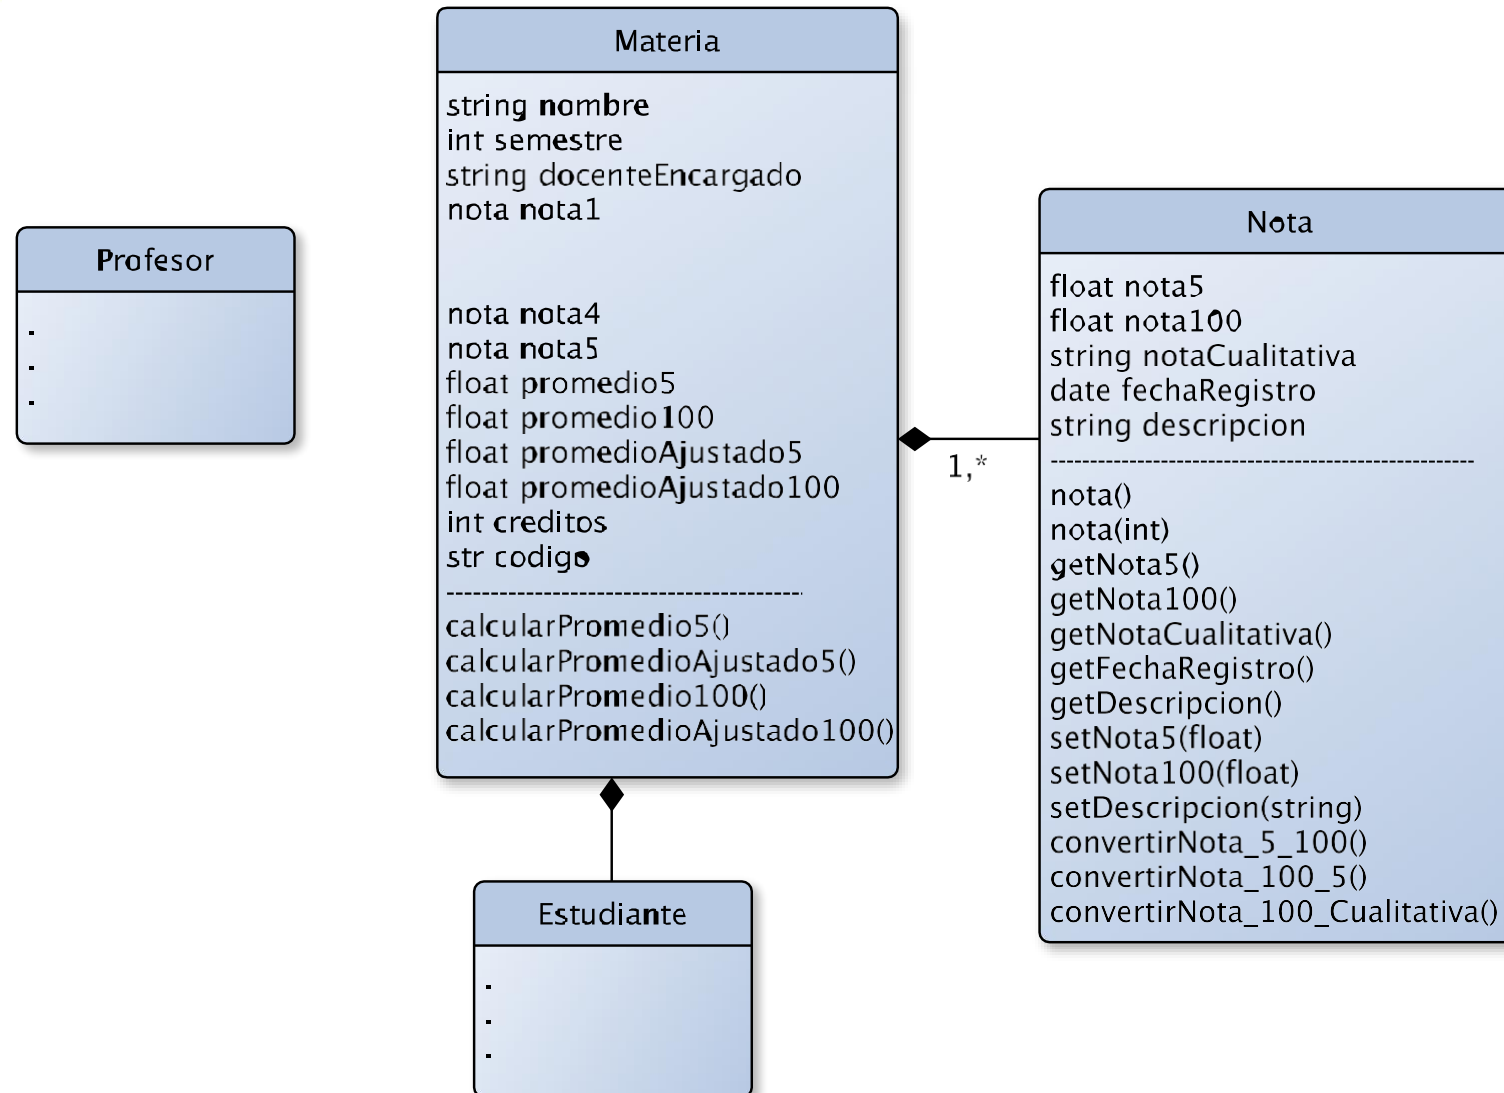 Materia
string nombre
int semestre
string docenteEncargado
nota nota1
nota nota4
nota nota5
float promedio5
float promedio100
float promedioAjustado5
float promedioAjustado100
int creditos
str codigo
----------------------------------------
calcularPromedio5()
calcularPromedioAjustado5()
calcularPromedio100()
calcularPromedioAjustado100()
Profesor
.
.
.
1,*
Nota
float nota5
float nota100
string notaCualitativa
date fechaRegistro
string descripcion
------------------------------------------------
nota()
nota(int)
getNota5()
getNota100()
getNotaCualitativa()
getFechaRegistro()
getDescripcion()
setNota5(float)
setNota100(float)
setDescripcion(string)
convertirNota_5_100()
convertirNota_100_5()
convertirNota_100_Cualitativa()
Estudiante
.
.
.